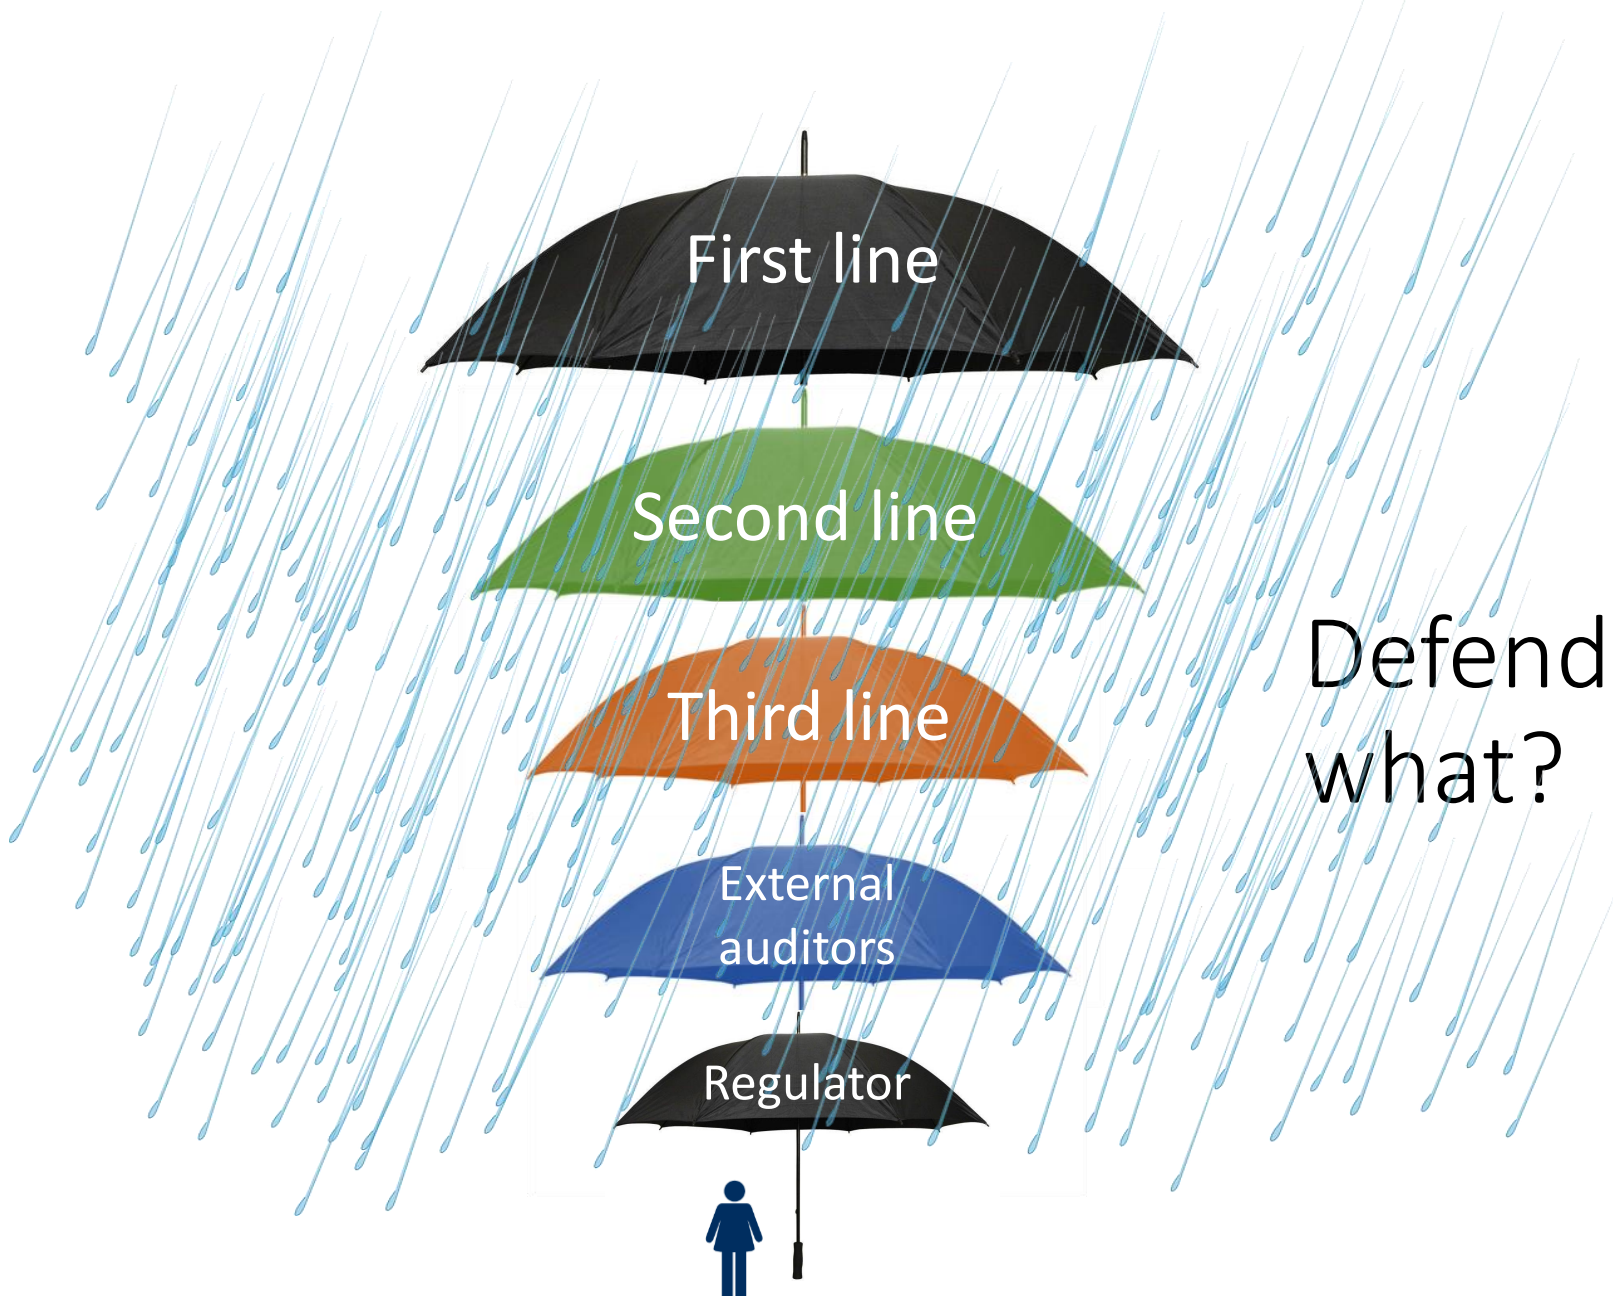 First line
Second line
Third line
Defend
what?
External
auditors
Regulator